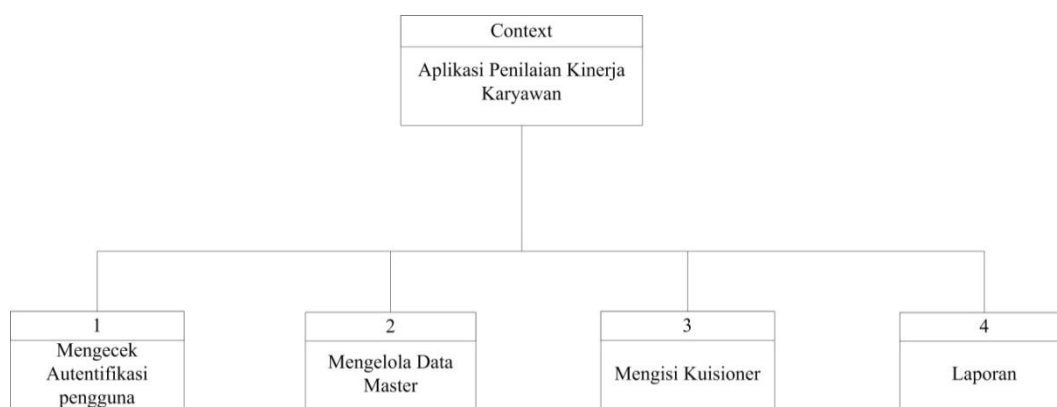 Context
Aplikasi Penilaian Kinerja
Karyawan
1
Mengecek
Autentifikasi
pengguna
2
Mengelola Data
Master
3
Mengisi Kuisioner
4
Laporan